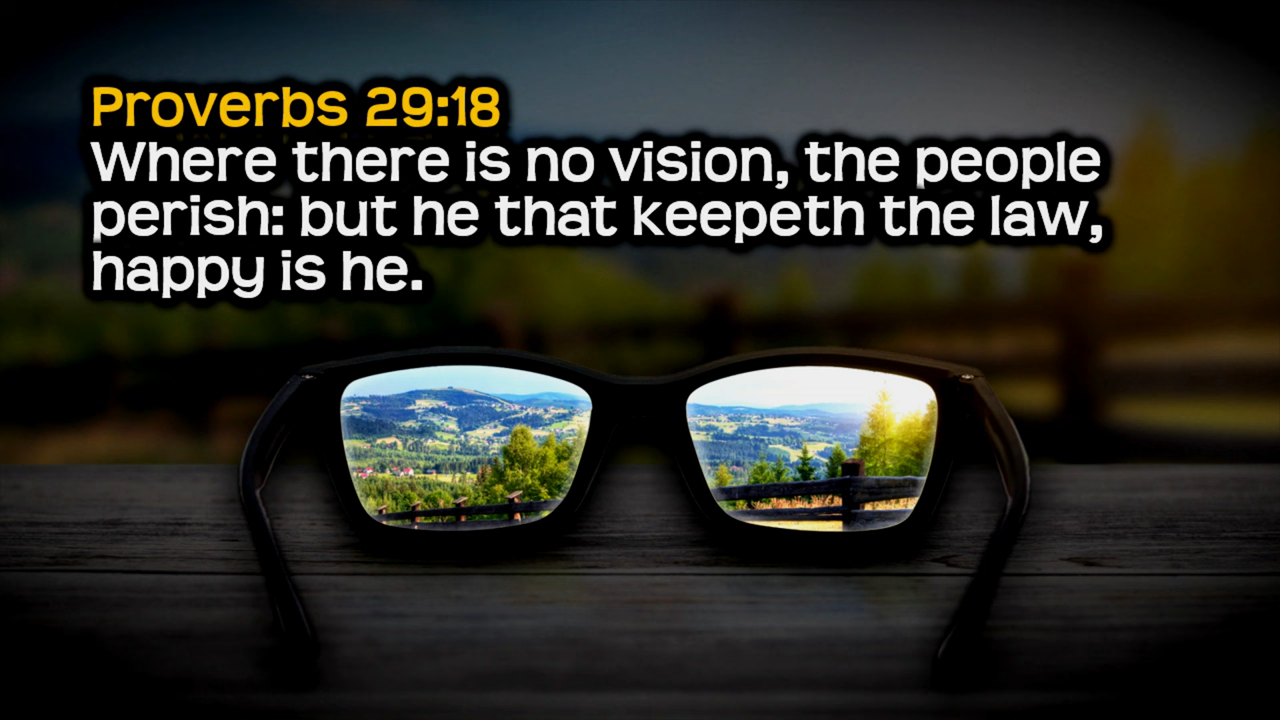 Proverbs 29:18
Where there is no vision, the people
perish: but he that keepeth the law,
happy is he.